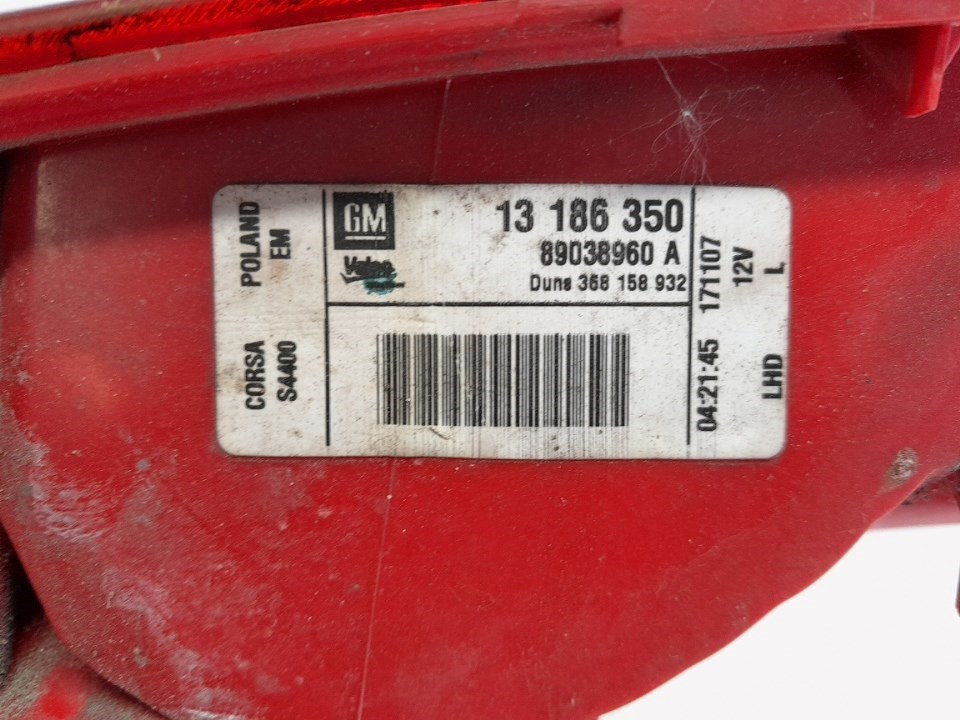 POLAND
EM
CORSA
S4400
GM
Valeo
13 186 350
89038960 A
Duns 368 158 932
04:21:45 171107
12V
LHD L